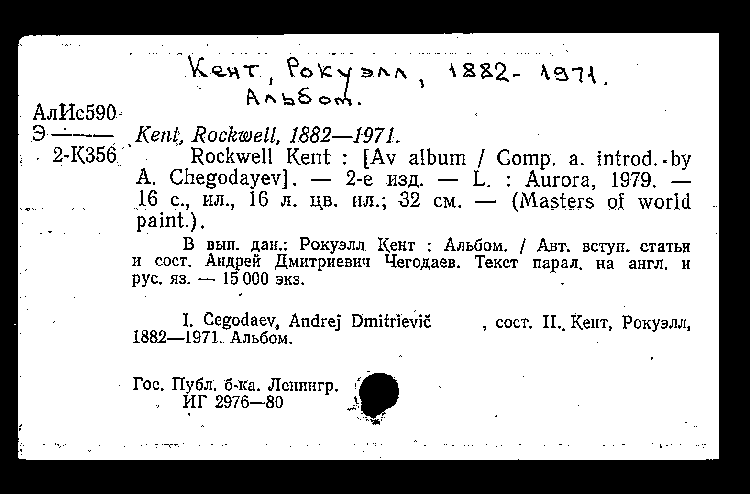 Кент, Рокуэлл, 1882-1971.
Альбом.
АлИс590
Э
2-К356
Kent, Rockwell, 1882—1971.
Rockwell Kent : [Av album / Comp. a. introd. by
A. Chegodayev]. — 2-е изд. — L. : Aurora, 1979. —
16 с., ил., 16 л. цв. ил.; 32 см. — (Masters of world
paint.).
В вып. дан.: Рокуэлл Кент : Альбом. / Авт. вступ. статьи
и сост. Андрей Дмитриевич Чегодаев. Текст парал. на англ. и
рус. яз. — 15 000 экз.
I. Cegodaev, Andrej Dmitrievič , сост. II. Кент, Рокуэлл,
1882—1971. Альбом.
Гос. Публ. б-ка. Ленингр.
ИГ 2976—80